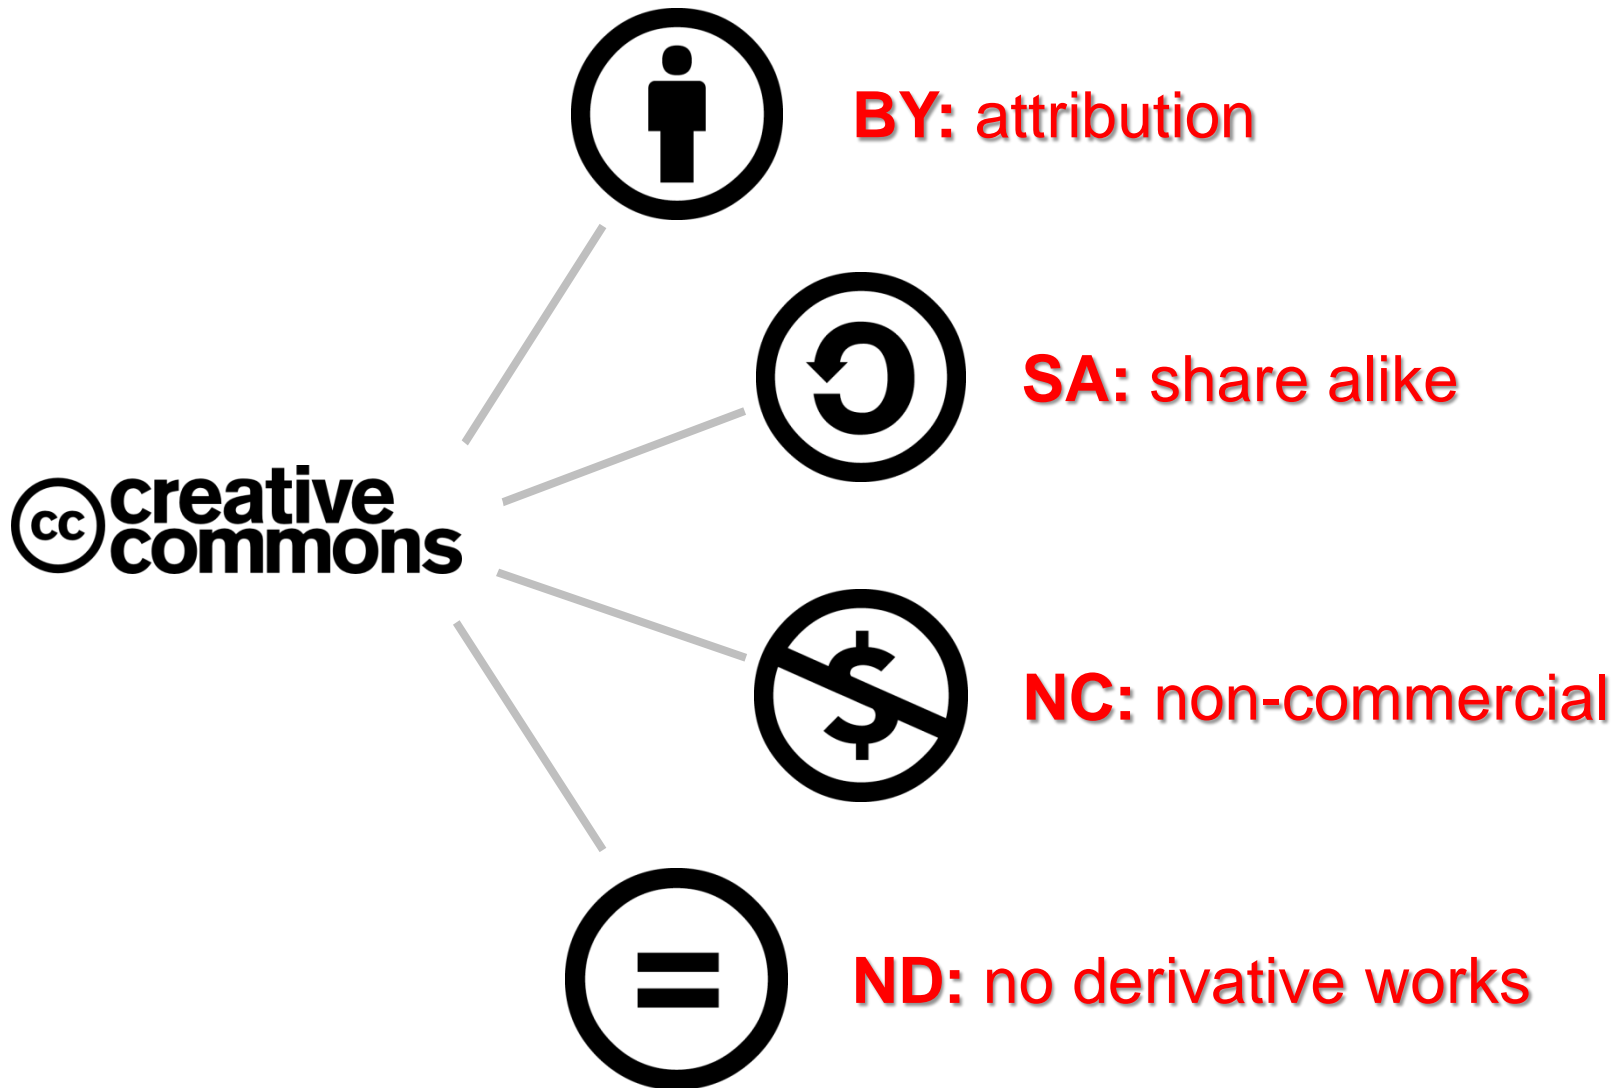 BY: attribution
SA: share alike
cc
creative
commons
$
NC: non-commercial
=
ND: no derivative works